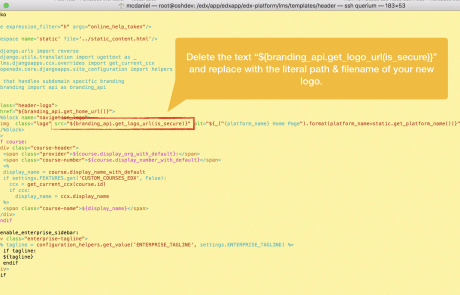 mcdaniel — root@oohdev: /edx/app/edxapp/edx-platform/lms/templates/header — ssh querium — 183×53
ko
e expression_filter="h" args="online_help_token"/>
espace name='static' file='../static_content.html'/>
django.urls import reverse
django.utils.translation import ugettext as _
lms.djangoapps.ccx.overrides import get_current_ccx
openedx.core.djangoapps.site_configuration import helpers
that handles subdomain specific branding
branding import api as branding_api
Delete the text “${branding_api.get_logo_url(is_secure)}”
and replace with the literal path & filename of your new
logo.
class="header-logo">
href="${branding_api.get_home_url()}">
%block name="navigation_logo">
img class="logo" src="${branding_api.get_logo_url(is_secure)}" alt="${_("{platform_name} Home Page").format(platform_name=static.get_platform_name())}"
/%block>
>
f course:
div class="course-header">
<span class="provider">${course.display_org_with_default}:</span>
<span class="course-number">${course.display_number_with_default}</span>
<%
display_name = course.display_name_with_default
if settings.FEATURES.get('CUSTOM_COURSES_EDX', False):
ccx = get_current_ccx(course.id)
if ccx:
display_name = ccx.display_name
%>
<span class="course-name">${display_name}</span>
/div>
ndif
enable_enterprise_sidebar:
v class="enterprise-tagline">
% tagline = configuration_helpers.get_value('ENTERPRISE_TAGLINE', settings.ENTERPRISE_TAGLINE) %>
if tagline:
${tagline}
endif
div>
if